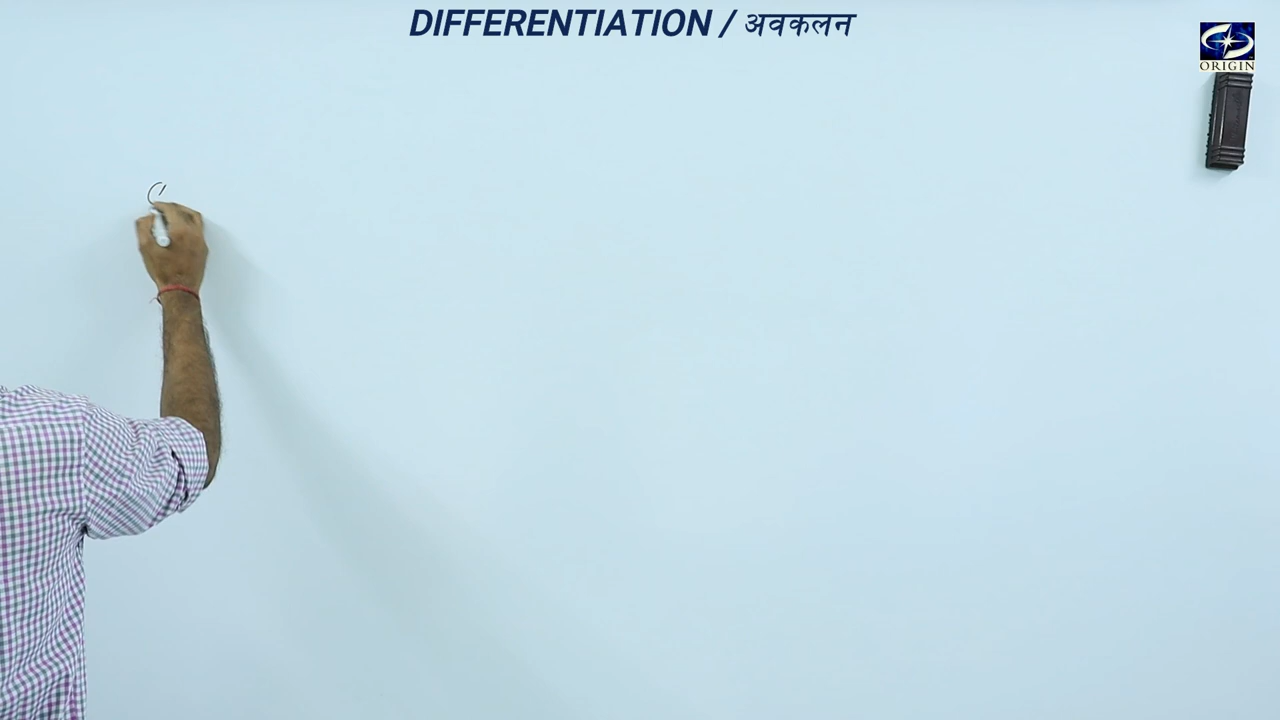 DIFFERENTIATION / अवकलन
ORIGIN